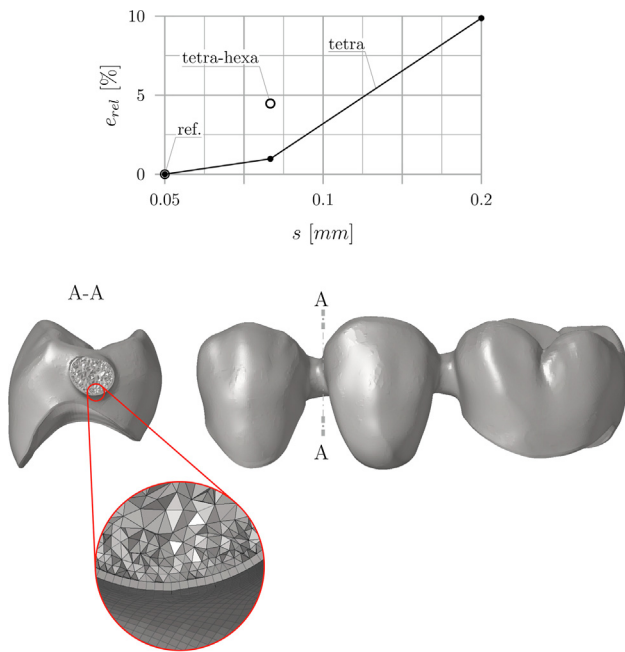 10
tetra
tetra-hexa
e_rel [%]
5
ref.
0
0.05
0.1
0.2
s [mm]
A-A
A
A